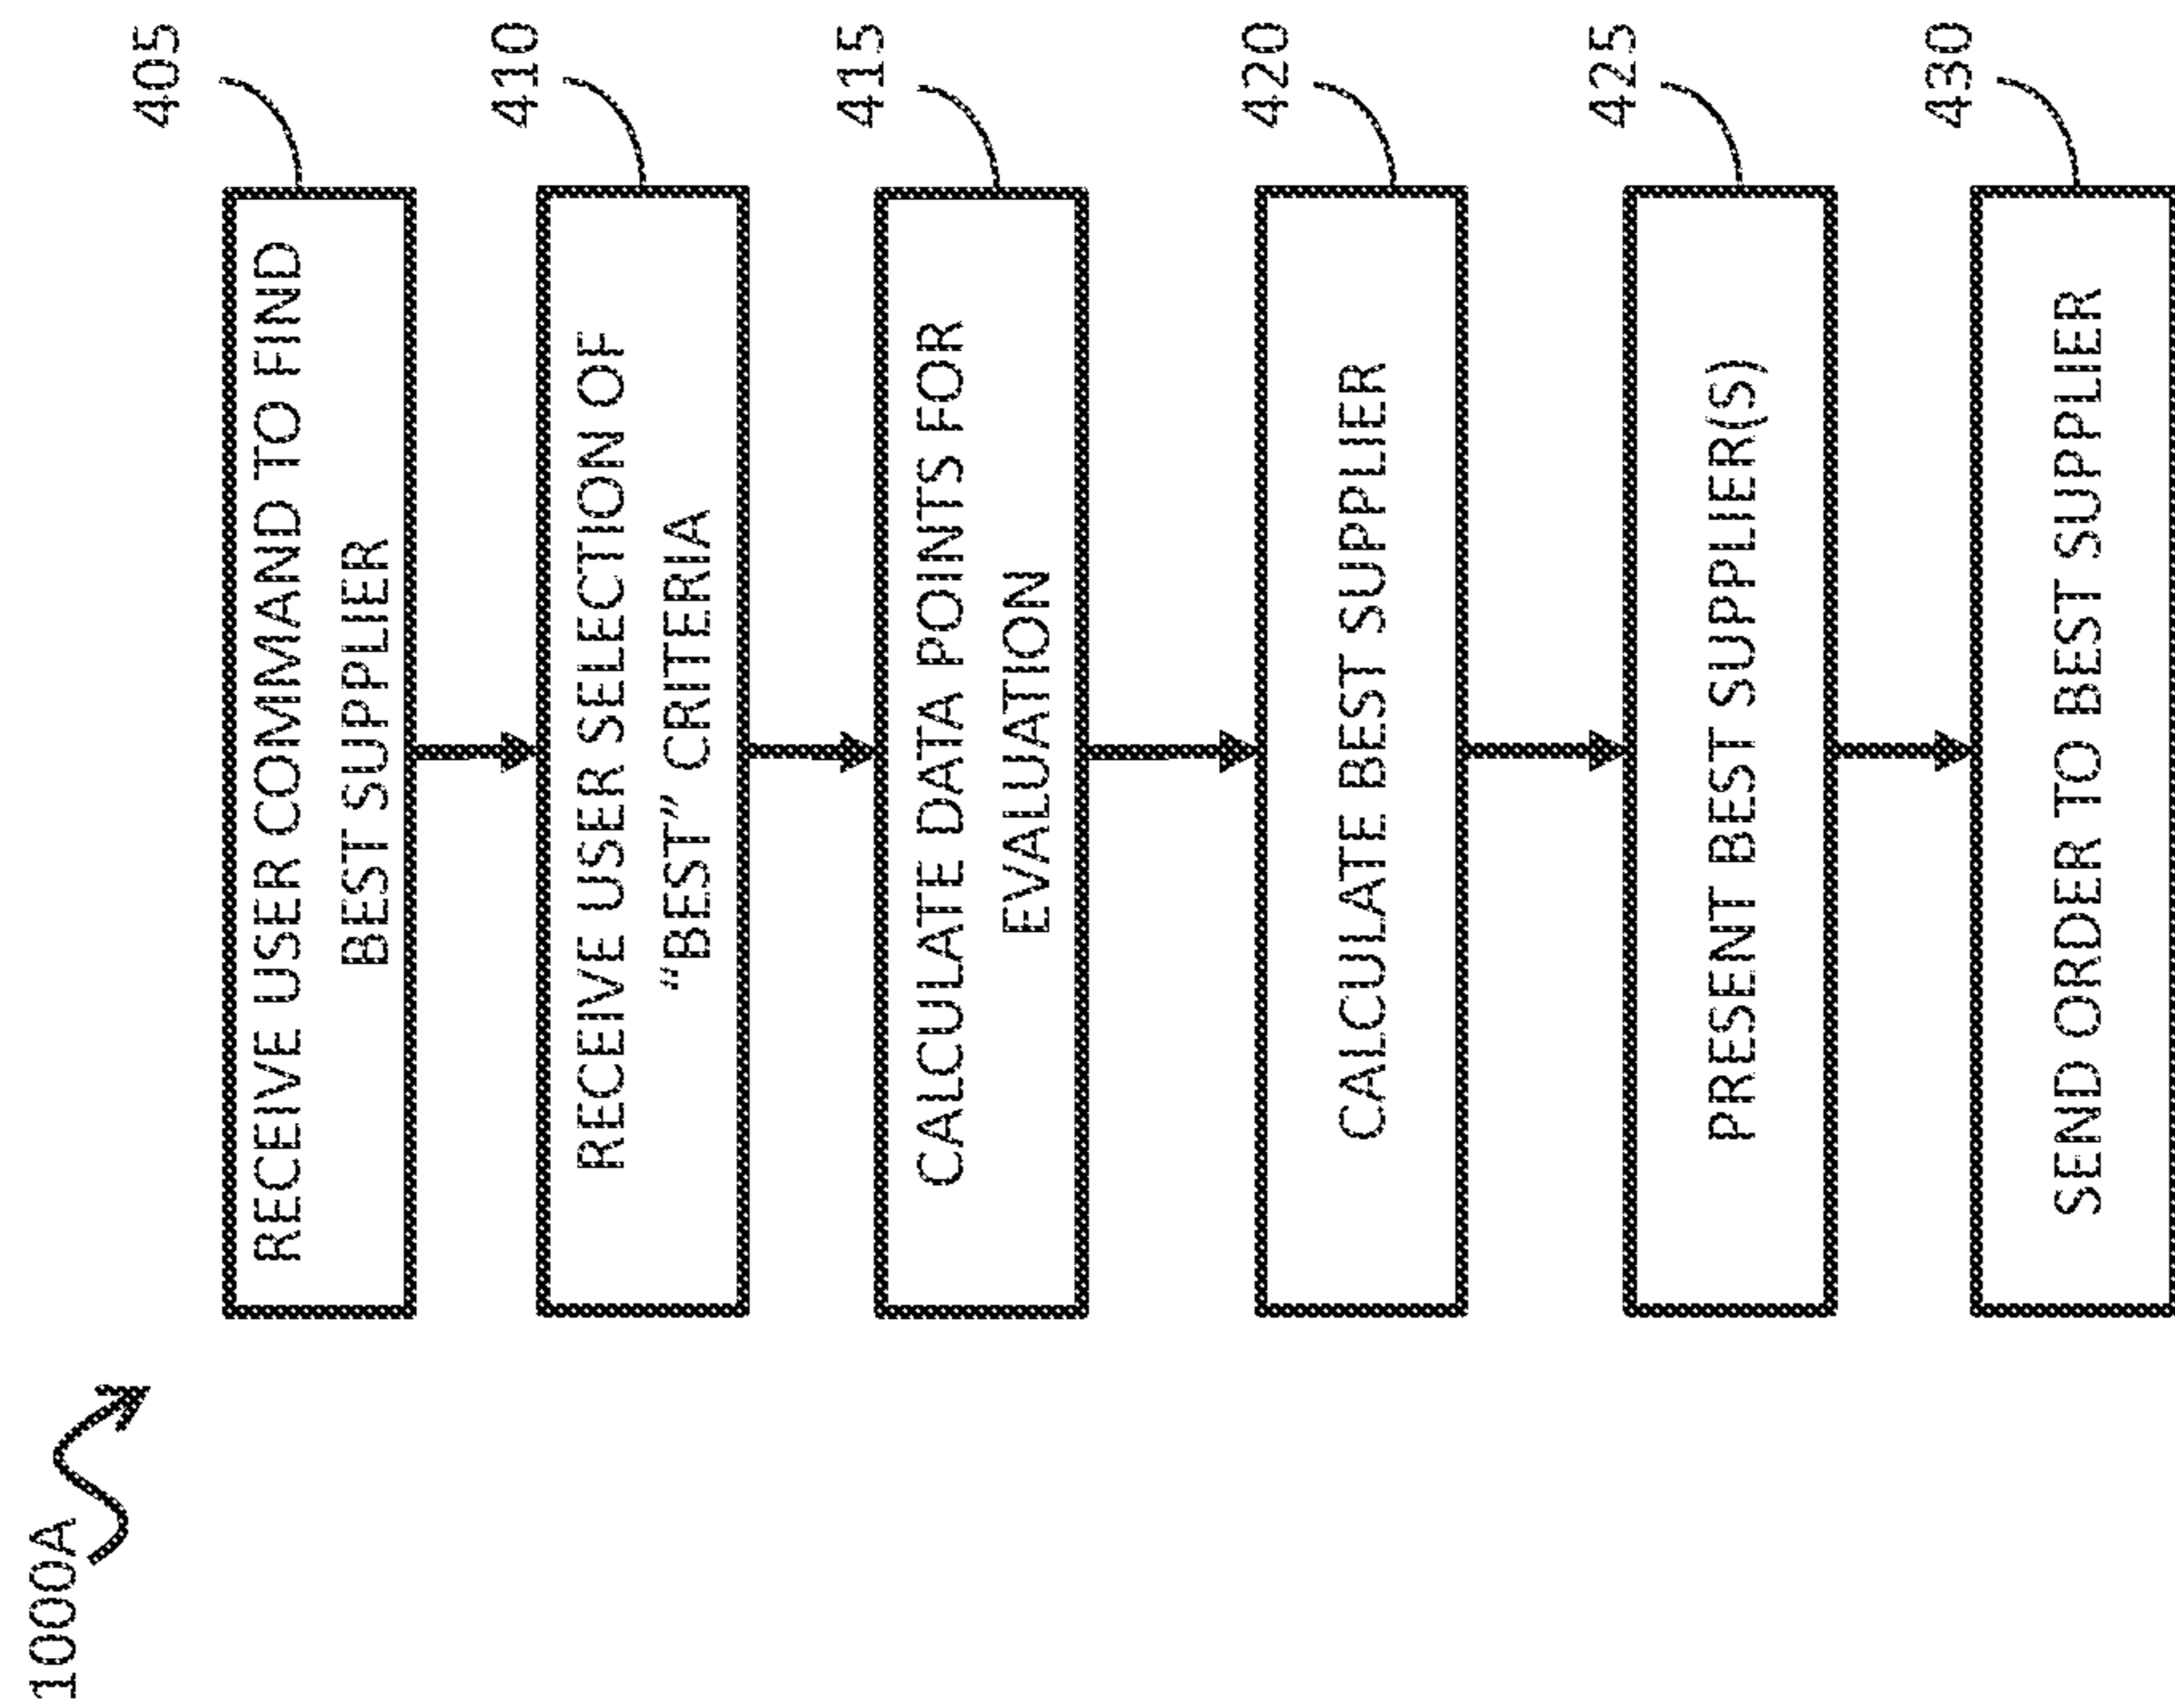 1000A
RECEIVE USER COMMAND TO FIND
BEST SUPPLIER
405
RECEIVE USER SELECTION OF
“BEST” CRITERIA
410
CALCULATE DATA POINTS FOR
EVALUATION
415
CALCULATE BEST SUPPLIER
420
PRESENT BEST SUPPLIER(S)
425
SEND ORDER TO BEST SUPPLIER
430